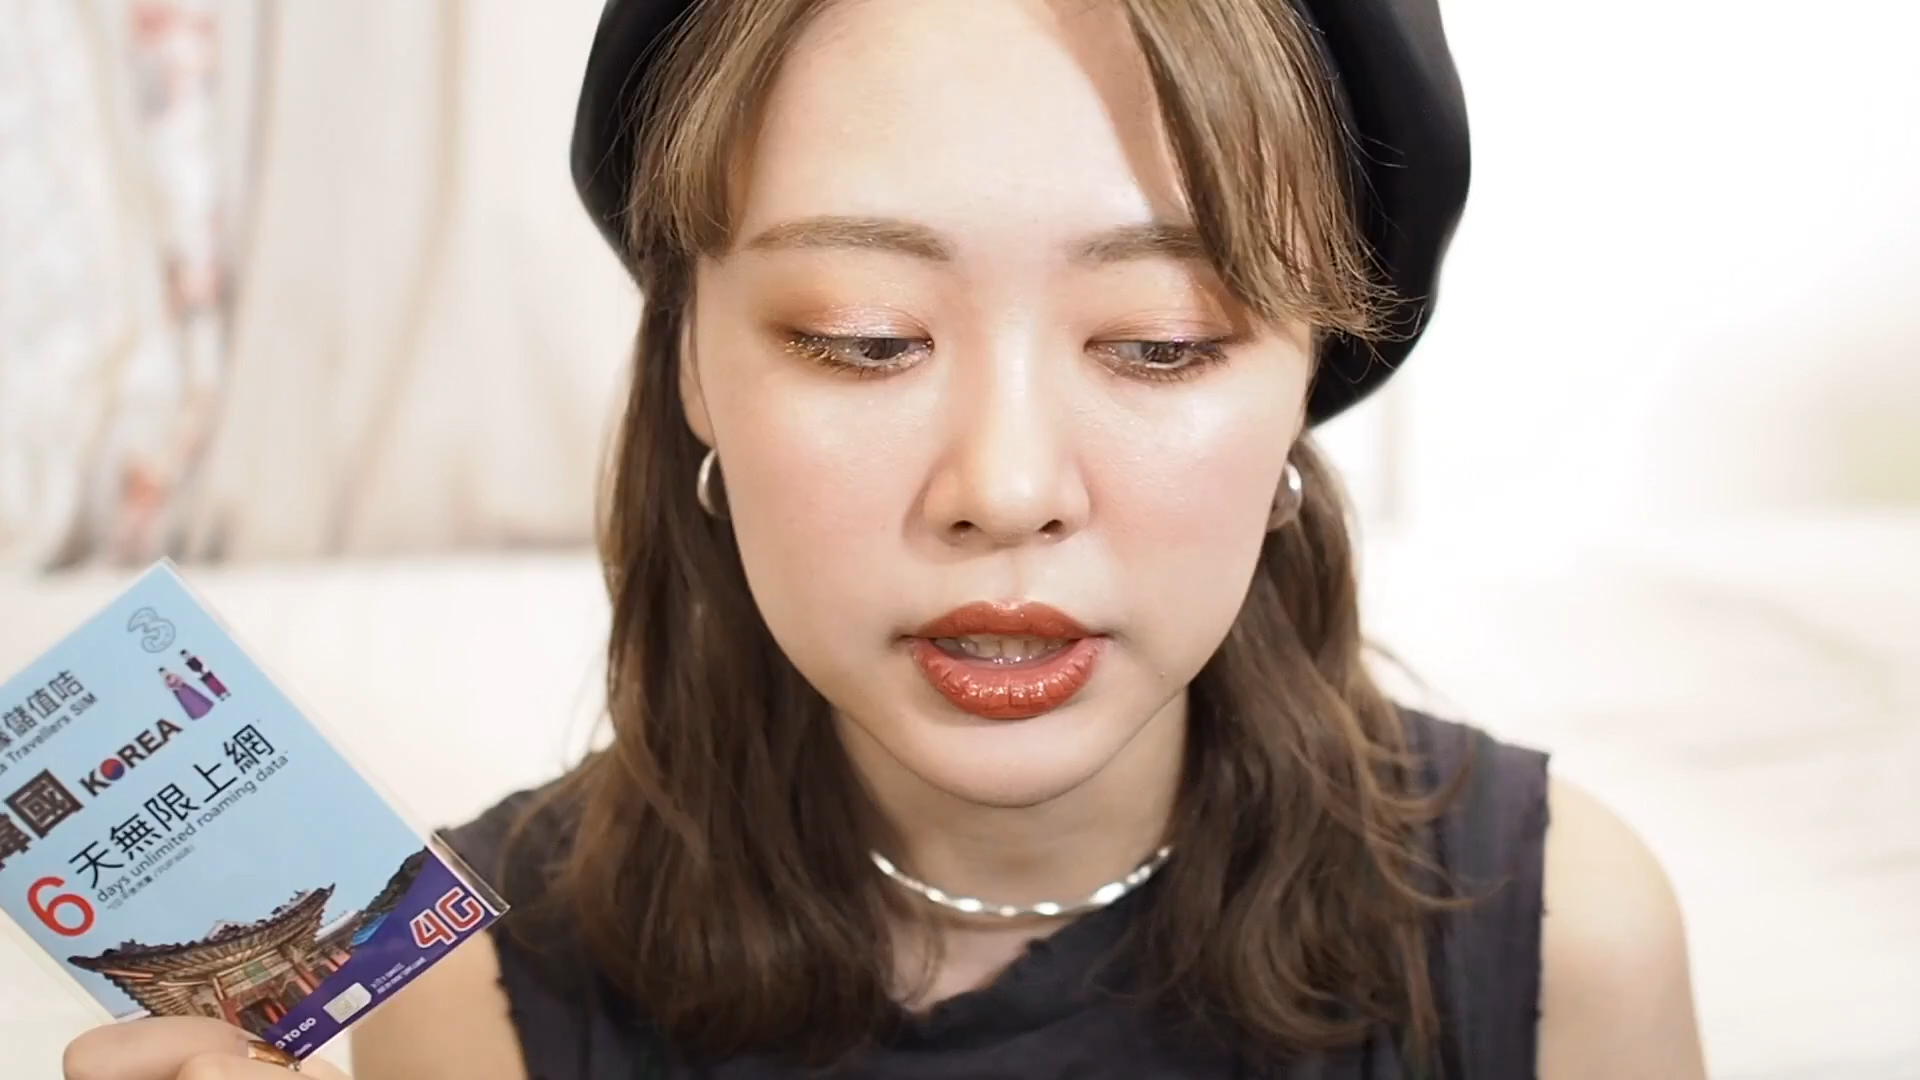 3
儲值咭
Travellers SIM
韓國 KOREA
6 天無限上網
days unlimited roaming data
4G
TO GO